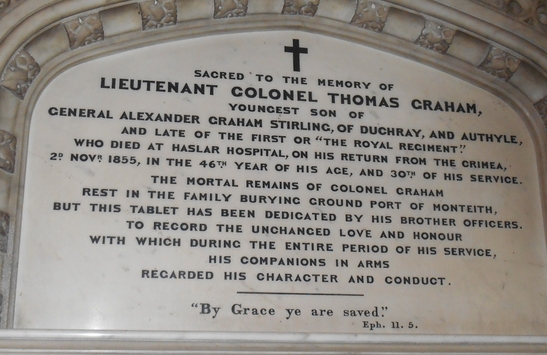 SACRED TO THE MEMORY OF
LIEUTENANT COLONEL THOMAS GRAHAM,
YOUNGEST SON OF
GENERAL ALEXANDER GRAHAM STIRLING, OF DUCHRAY, AND AUTHYLE,
AND LATE OF THE FIRST OR "THE ROYAL REGIMENT,"
WHO DIED AT HASLAR HOSPITAL, ON HIS RETURN FROM THE CRIMEA,
2D NOVR 1855, IN THE 46TH YEAR OF HIS AGE, AND 30TH OF HIS SERVICE.
THE MORTAL REMAINS OF COLONEL GRAHAM
REST IN THE FAMILY BURYING GROUND PORT OF MONTEITH,
BUT THIS TABLET HAS BEEN DEDICATED BY HIS BROTHER OFFICERS.
TO RECORD THE UNCHANGED LOVE AND HONOUR
WITH WHICH DURING THE ENTIRE PERIOD OF HIS SERVICE,
HIS COMPANIONS IN ARMS
REGARDED HIS CHARACTER AND CONDUCT.
"By Grace ye are saved."
Eph. 11. 5.